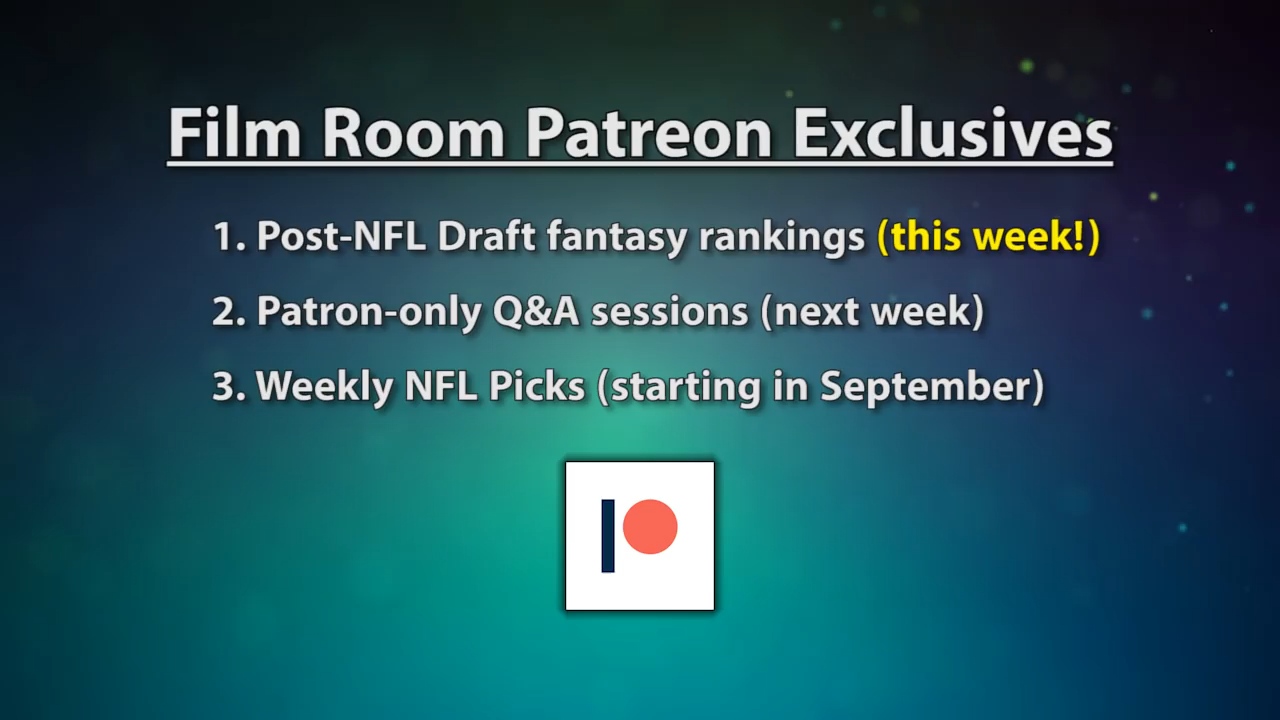 Film Room Patreon Exclusives
1. Post-NFL Draft fantasy rankings (this week!)
2. Patron-only Q&A sessions (next week)
3. Weekly NFL Picks (starting in September)